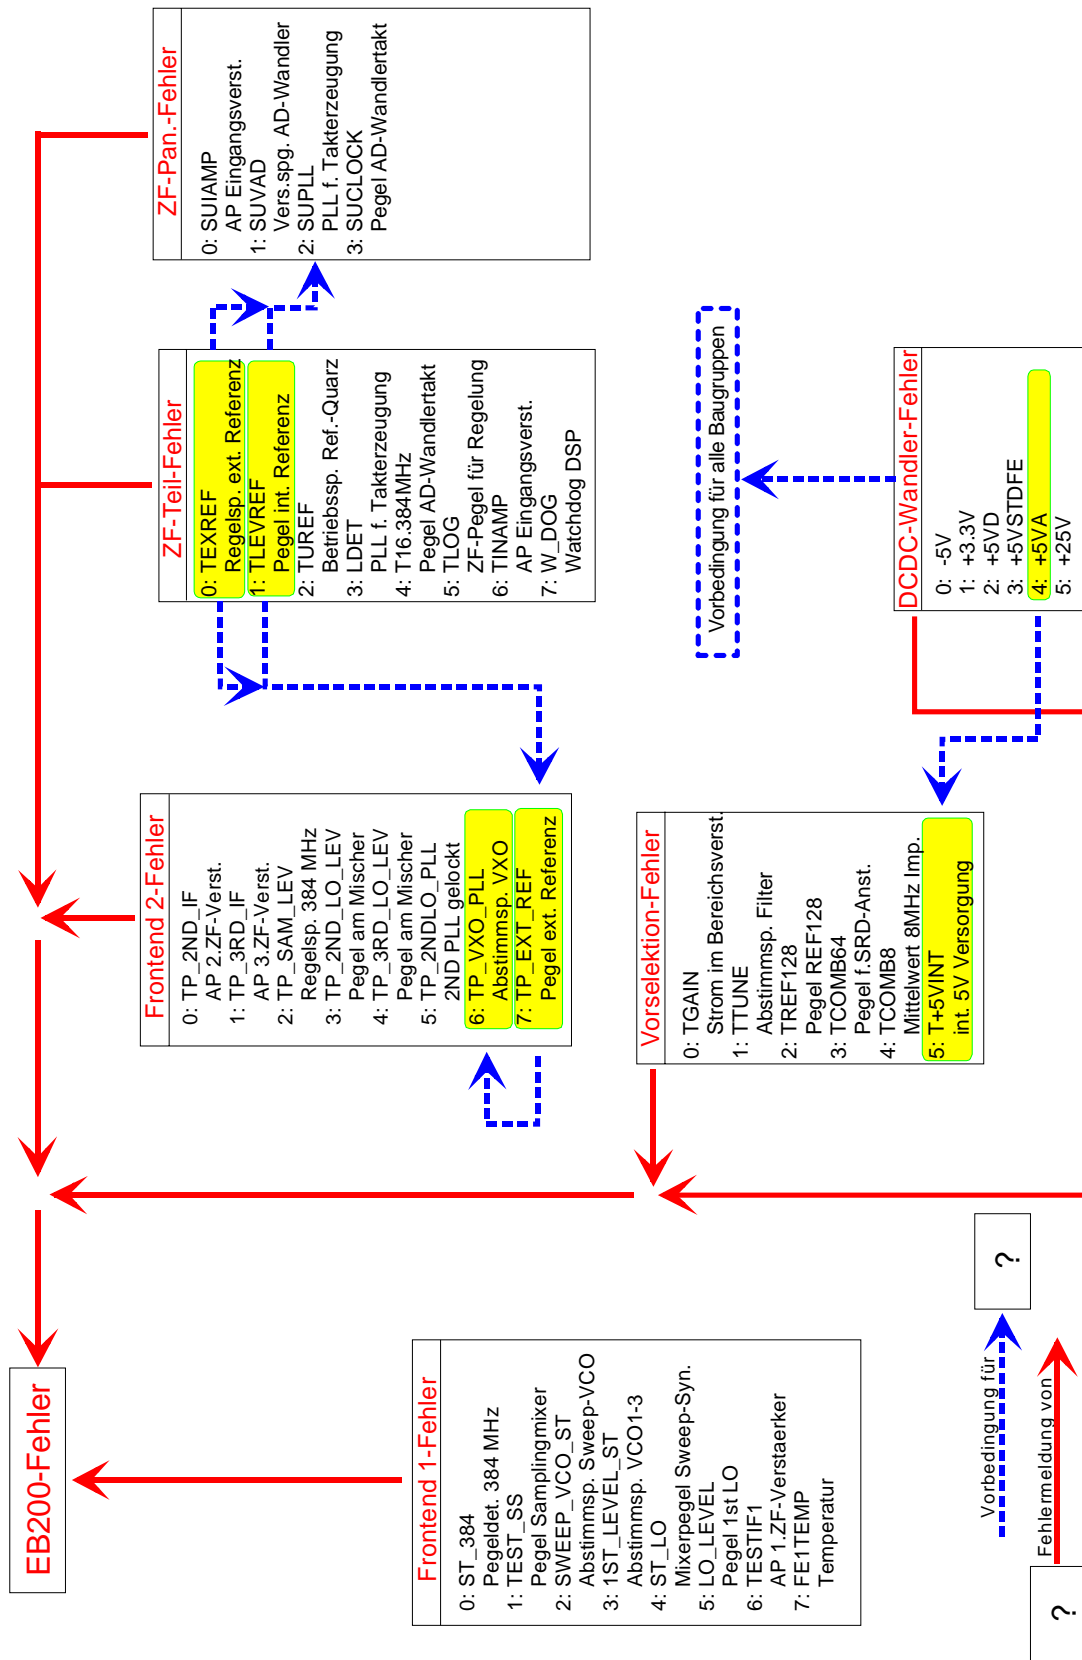 EB200-Fehler
Frontend 1-Fehler
0: ST_384
Pegeldet. 384 MHz
1: TEST_SS
Pegel Samplingmixer
2: SWEEP_VCO_ST
Abstimmsp. Sweep-VCO
3: 1ST_LEVEL_ST
Abstimmsp. VCO1-3
4: ST_LO
Mixerpegel Sweep-Syn.
5: LO_LEVEL
Pegel 1st LO
6: TESTIF1
AP 1.ZF-Verstaerker
7: FE1TEMP
Temperatur
Frontend 2-Fehler
0: TP_2ND_IF
AP 2.ZF-Verst.
1: TP_3RD_IF
AP 3.ZF-Verst.
2: TP_SAM_LEV
Regelsp. 384 MHz
3: TP_2ND_LO_LEV
Pegel am Mischer
4: TP_3RD_LO_LEV
Pegel am Mischer
5: TP_2NDLO_PLL
2ND PLL gelockt
6: TP_VXO_PLL
Abstimmsp. VXO
7: TP_EXT_REF
Pegel ext. Referenz
ZF-Teil-Fehler
0: TEXREF
Regelsp. ext. Referenz
1: TLEVREF
Pegel int. Referenz
2: TUREF
Betriebssp. Ref.-Quarz
3: LDET
PLL f. Takterzeugung
4: T16.384MHz
Pegel AD-Wandlertakt
5: TLOG
ZF-Pegel für Regelung
6: TINAMP
AP Eingangsverst.
7: W_DOG
Watchdog DSP
ZF-Pan.-Fehler
0: SUIAMP
AP Eingangsverst.
1: SUVAD
Vers.spg. AD-Wandler
2: SUPLL
PLL f. Takterzeugung
3: SUCLOCK
Pegel AD-Wandlertakt
Vorselektion-Fehler
0: TGAIN
Strom im Bereichsverst.
1: TTUNE
Abstimmsp. Filter
2: TREF128
Pegel REF128
3: TCOMB64
Pegel f.SRD-Anst.
4: TCOMB8
Mittelwert 8MHz Imp.
5: T+5VINT
int. 5V Versorgung
Vorbedingung für alle Baugruppen
DCDC-Wandler-Fehler
0: -5V
1: +3.3V
2: +5VD
3: +5VSTDFE
4: +5VA
5: +25V
Vorbedingung für
?
?
Fehlermeldung von